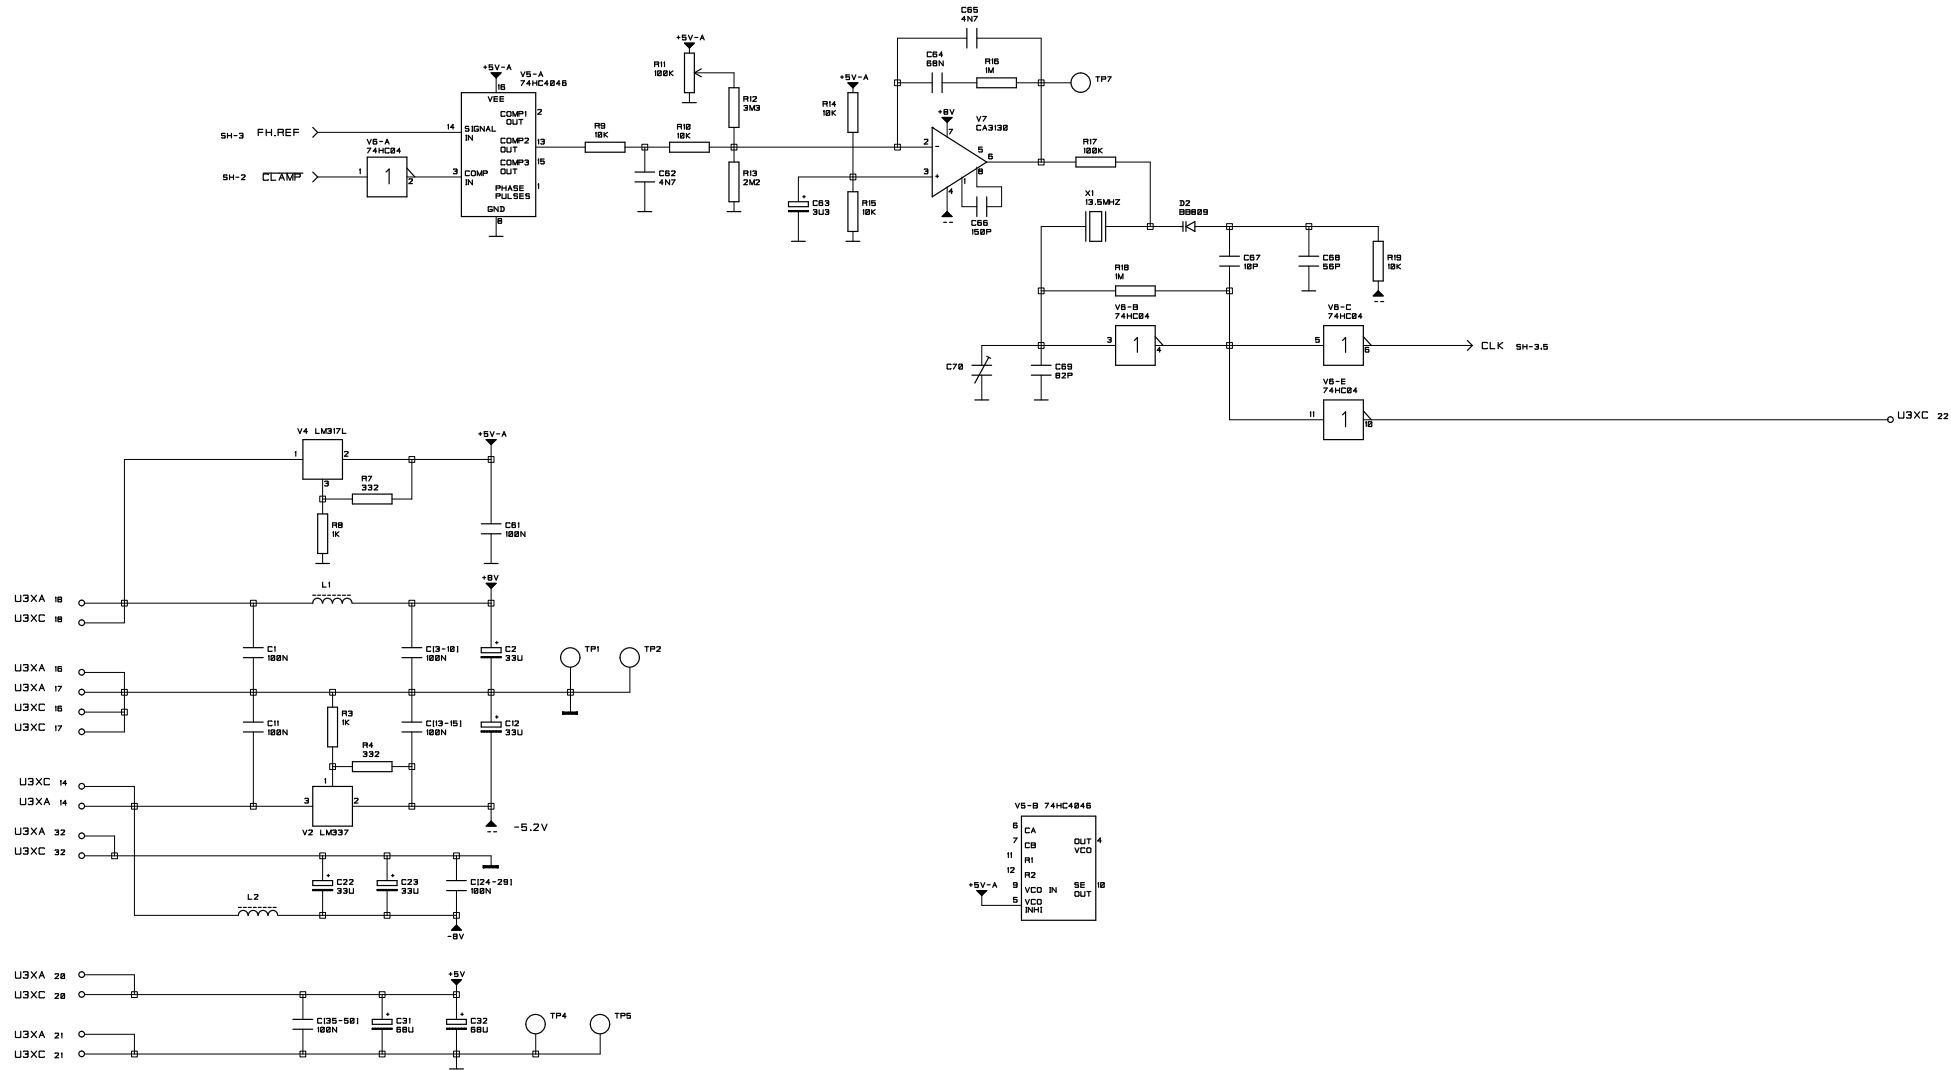 C65
4N7
+5V-A
R11
100K
C64
68N
R16
1M
TP7
+5V-A
V5-A
74HC4046
16
VEE
+5V-A
R14
10K
R12
3M3
COMP1
OUT
2
+8V
7
V7
CA3130
SH-3 FH.REF
14
SIGNAL
IN
V6-A
74HC04
COMP2
OUT
13
R9
10K
R10
10K
2
-
5
6
R17
100K
COMP3
OUT
15
SH-2 CLAMP
1
1
2
3
COMP
IN
C62
4N7
R13
2M2
3
+
8
1
4
PHASE
PULSES
1
GND
8
C63
3U3
+
R15
10K
--
C66
150P
X1
13.5MHZ
D2
BB809
C67
10P
C68
56P
R19
10K
--
R18
1M
V6-B
74HC04
3
1
4
V6-C
74HC04
5
1
6
CLK SH-3.5
C70
C69
82P
V6-E
74HC04
11
1
10
U3XC 22
V4 LM317L
1
2
3
+5V-A
R7
332
R8
1K
C61
100N
+8V
L1
U3XA 18
U3XC 18
C1
100N
C[3-10]
100N
+
C2
33U
TP1
TP2
U3XA 16
U3XA 17
U3XC 16
U3XC 17
C11
100N
R3
1K
C[13-15]
100N
+
C12
33U
R4
332
U3XC 14
U3XA 14
1
3
2
V2 LM337
--
-5.2V
U3XA 32
U3XC 32
+
C22
33U
+
C23
33U
C[24-29]
100N
L2
-8V
V5-B 74HC4046
6
CA
7
CB
OUT
VCO
4
11
R1
12
R2
+5V-A
9
VCO IN
SE
OUT
10
5
VCO
INHI
U3XA 20
U3XC 20
+5V
C[35-50]
100N
+
C31
68U
+
C32
68U
TP4
TP5
U3XA 21
U3XC 21